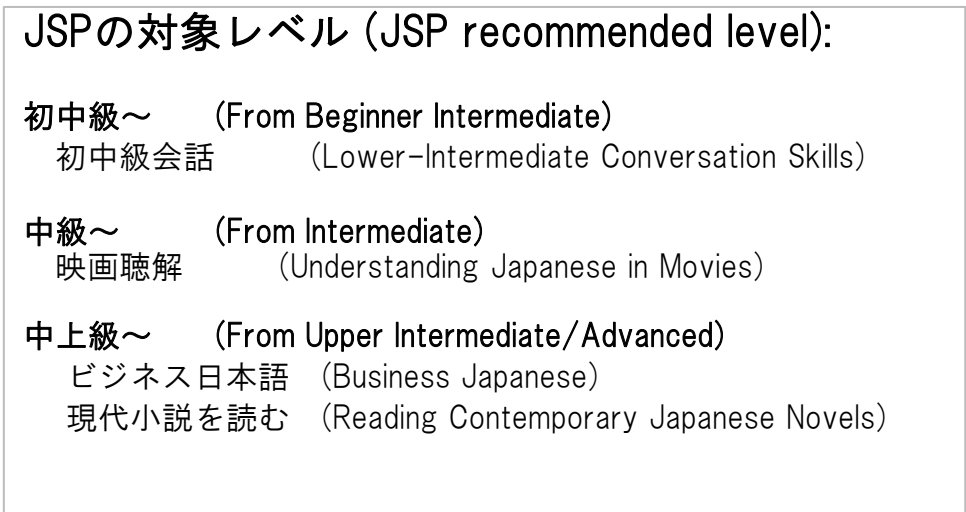 JSPの対象レベル (JSP recommended level):
初中級～ (From Beginner Intermediate)
初中級会話 (Lower-Intermediate Conversation Skills)
中級～ (From Intermediate)
映画聴解 (Understanding Japanese in Movies)
中上級～ (From Upper Intermediate/Advanced)
ビジネス日本語 (Business Japanese)
現代小説を読む (Reading Contemporary Japanese Novels)